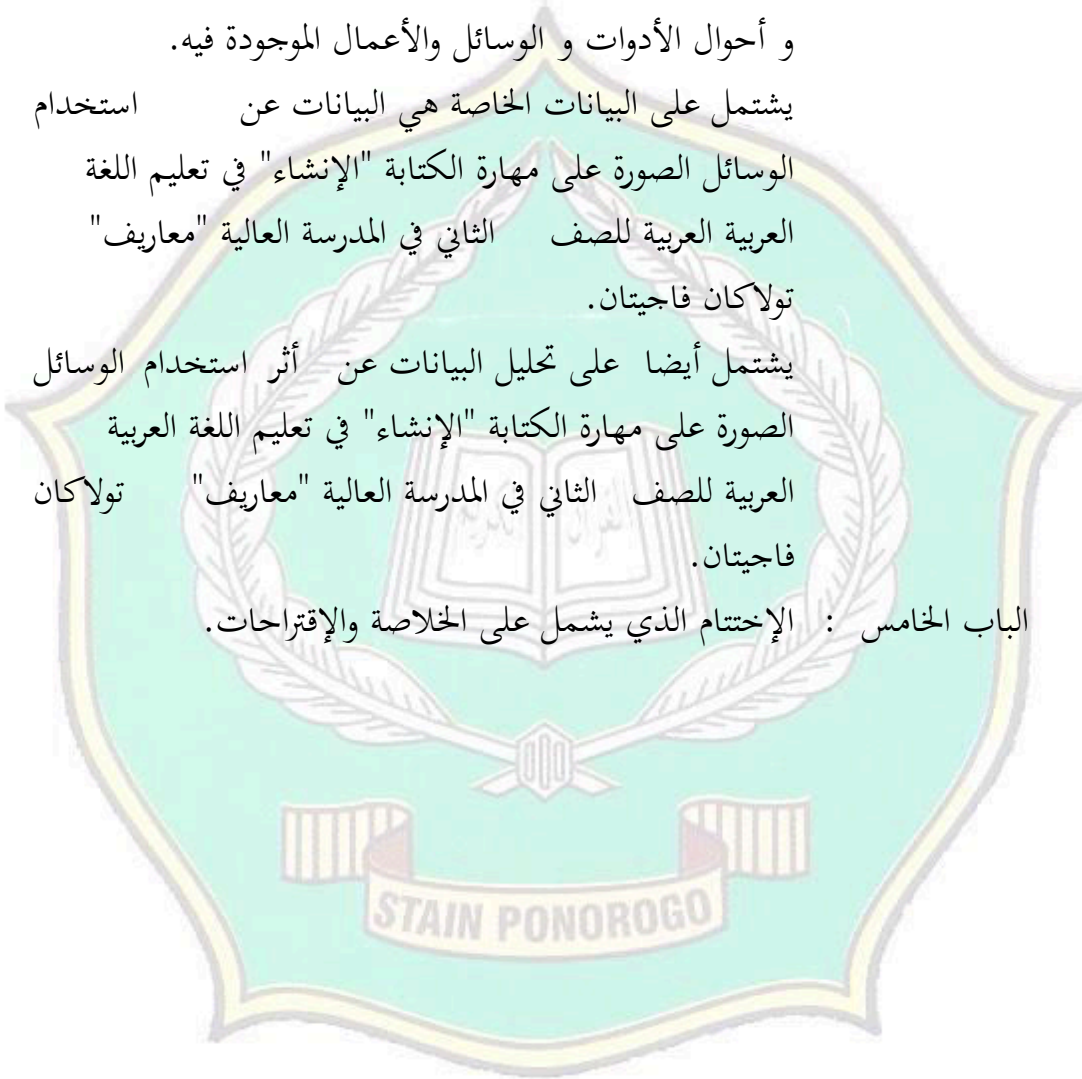 و أحوال الأدوات و الوسائل والأعمال الموجودة فيه.
يشتمل على البيانات الخاصة هي البيانات عن استخدام
الوسائل الصورة على مهارة الكتابة "الإنشاء" في تعليم اللغة
العربية العربية للصف الثاني في المدرسة العالية "معاريف"
تولاكان فاجيتان.
يشتمل أيضا على تحليل البيانات عن أثر استخدام الوسائل
الصورة على مهارة الكتابة "الإنشاء" في تعليم اللغة العربية
العربية للصف الثاني في المدرسة العالية "معاريف" تولاكان
فاجيتان.
الباب الخامس : الإختتام الذي يشمل على الخلاصة والإقتراحات.
STAIN PONOROGO